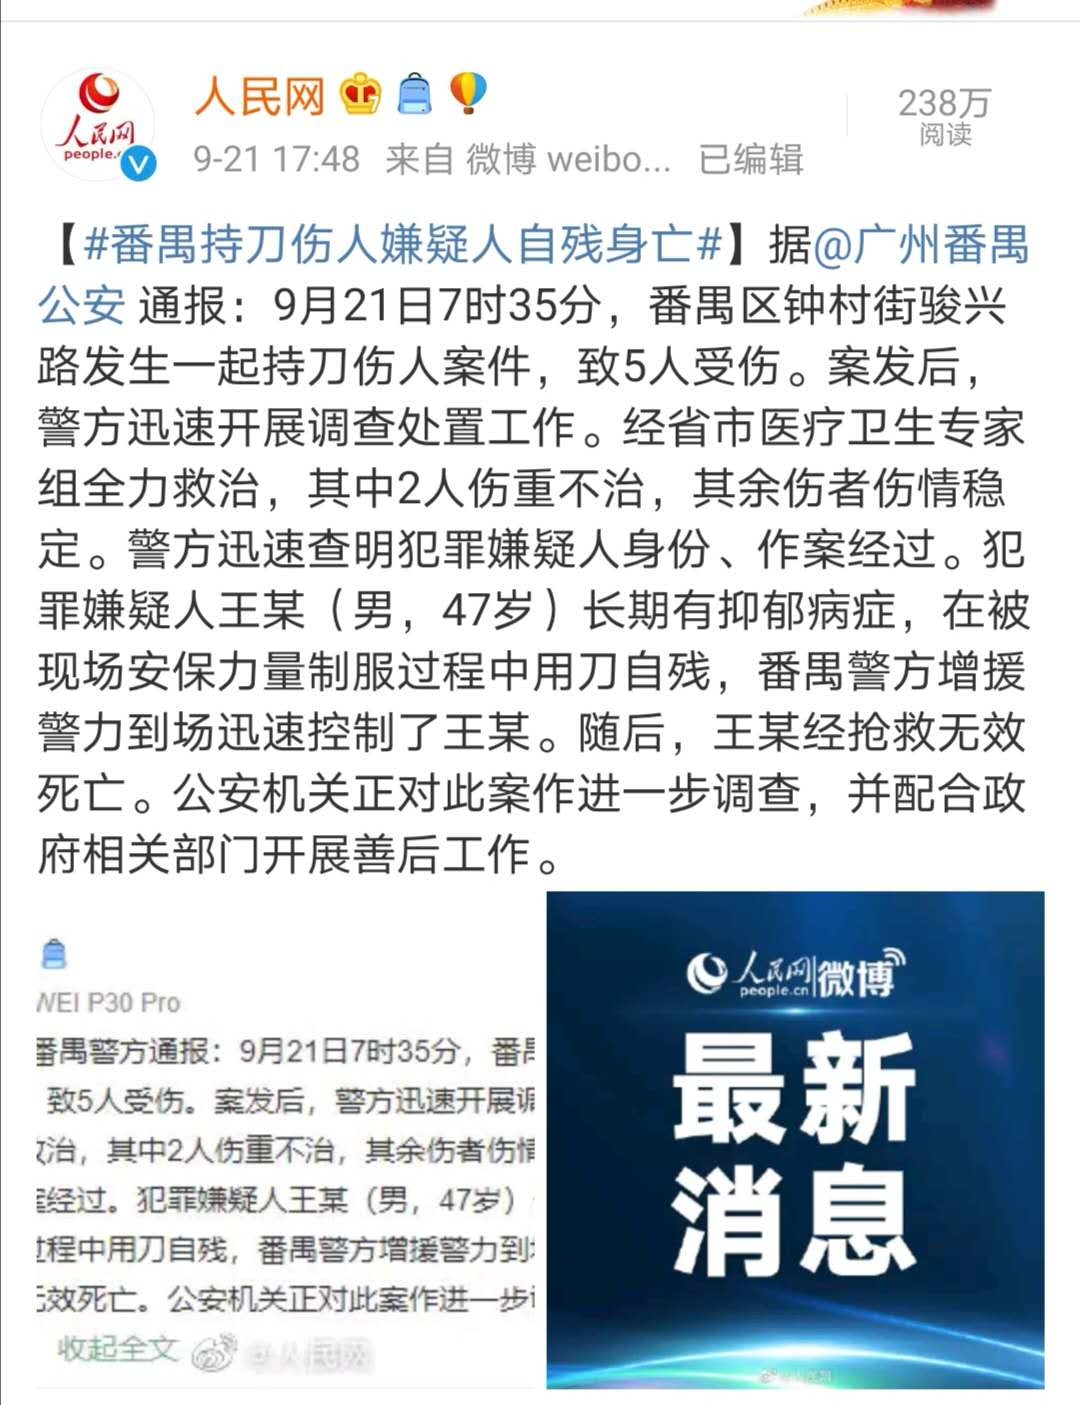 人民网
people.
人民网
238万
阅读
9-21 17:48 来自 微博 weibo... 已编辑
【#番禺持刀伤人嫌疑人自残身亡#】据@广州番禺
公安 通报：9月21日7时35分，番禺区钟村街骏兴
路发生一起持刀伤人案件，致5人受伤。案发后，
警方迅速开展调查处置工作。经省市医疗卫生专家
组全力救治，其中2人伤重不治，其余伤者伤情稳
定。警方迅速查明犯罪嫌疑人身份、作案经过。犯
罪嫌疑人王某（男，47岁）长期有抑郁病症，在被
现场安保力量制服过程中用刀自残，番禺警方增援
警力到场迅速控制了王某。随后，王某经抢救无效
死亡。公安机关正对此案作进一步调查，并配合政
府相关部门开展善后工作。
WEI P30 Pro
番禺警方通报：9月21日7时35分，番禺
致5人受伤。案发后，警方迅速开展调
治，其中2人伤重不治，其余伤者伤情
经过。犯罪嫌疑人王某（男，47岁）
过程中用刀自残，番禺警方增援警力到
无效死亡。公安机关正对此案作进一步
收起全文
@人民网
人民网 微博
people.cn
最新
消息